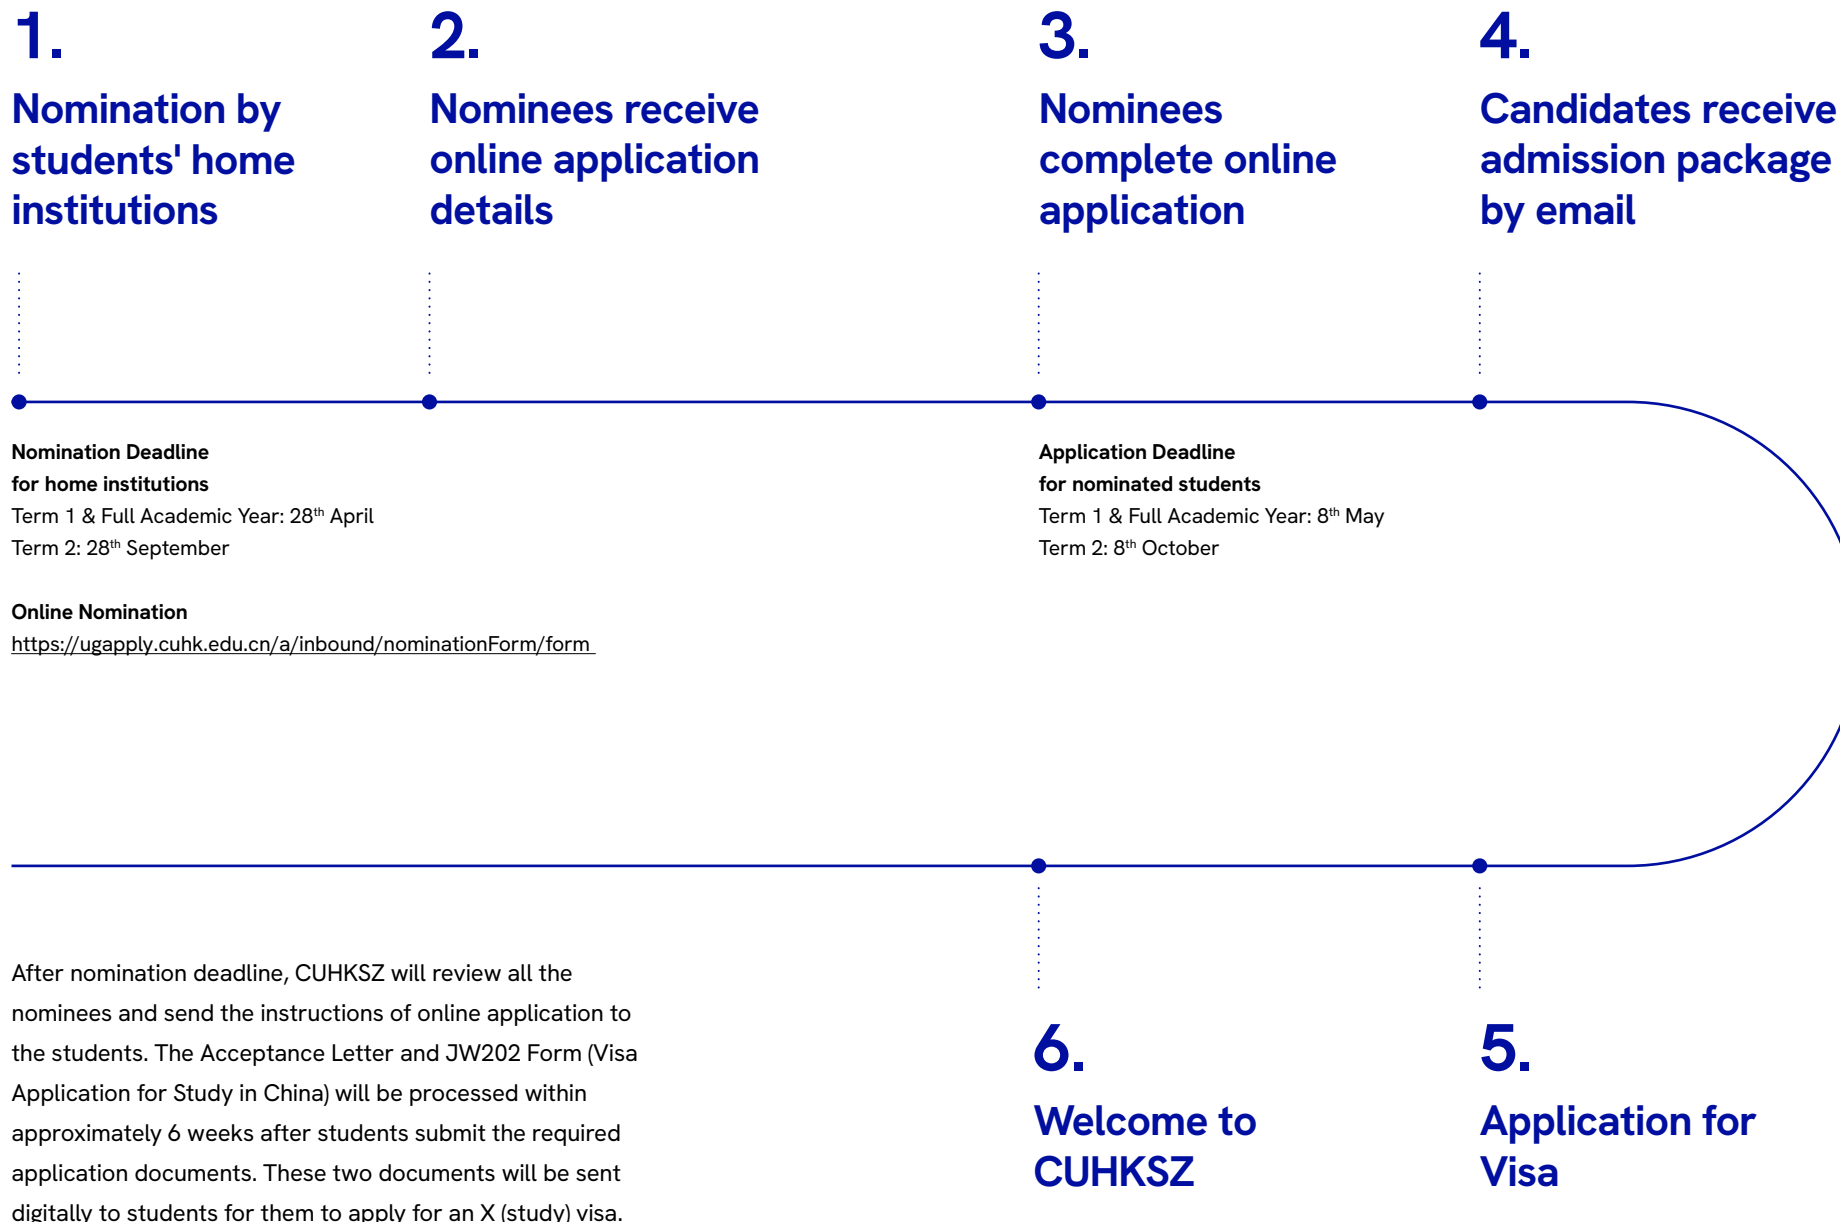 1.
Nomination by
students' home
institutions
2.
Nominees receive
online application
details
3.
Nominees
complete online
application
4.
Candidates receive
admission package
by email
Nomination Deadline
for home institutions
Term 1 & Full Academic Year: 28th April
Term 2: 28th September
Online Nomination
https://ugapply.cuhk.edu.cn/a/inbound/nominationForm/form
Application Deadline
for nominated students
Term 1 & Full Academic Year: 8th May
Term 2: 8th October
After nomination deadline, CUHKSZ will review all the
nominees and send the instructions of online application to
the students. The Acceptance Letter and JW202 Form (Visa
Application for Study in China) will be processed within
approximately 6 weeks after students submit the required
application documents. These two documents will be sent
digitally to students for them to apply for an X (study) visa.
6.
Welcome to
CUHKSZ
5.
Application for
Visa